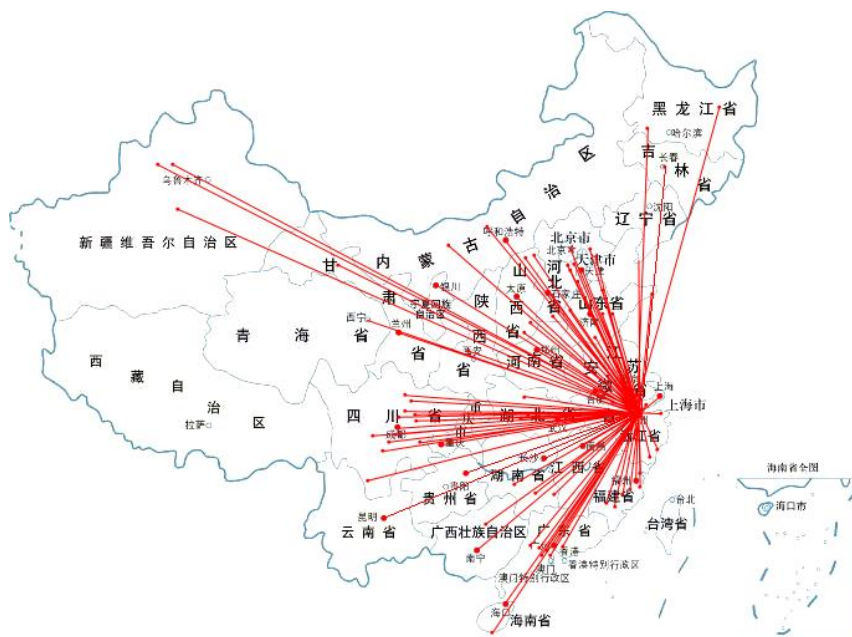 黑龙江省
哈尔滨
吉林省
长春
辽宁省
沈阳
内蒙古自治区
呼和浩特
北京市
北京
天津市
天津
河北省
石家庄
山西省
太原
山东省
济南
新疆维吾尔自治区
乌鲁木齐
甘肃省
兰州
宁夏回族
自治区
银川
青海省
西宁
陕西省
西安
河南省
郑州
江苏省
安徽省
上海
上海市
西藏自治区
拉萨
四川省
成都
重庆
重庆
湖北省
武汉
浙江省
湖南省
长沙
江西省
贵州省
贵阳
福建省
福州
台湾省
台北
云南省
昆明
广西壮族自治区
南宁
广东省
香港
香港特别行政区
澳门
澳门特别行政区
海口
海南省
海南省全图
海口市